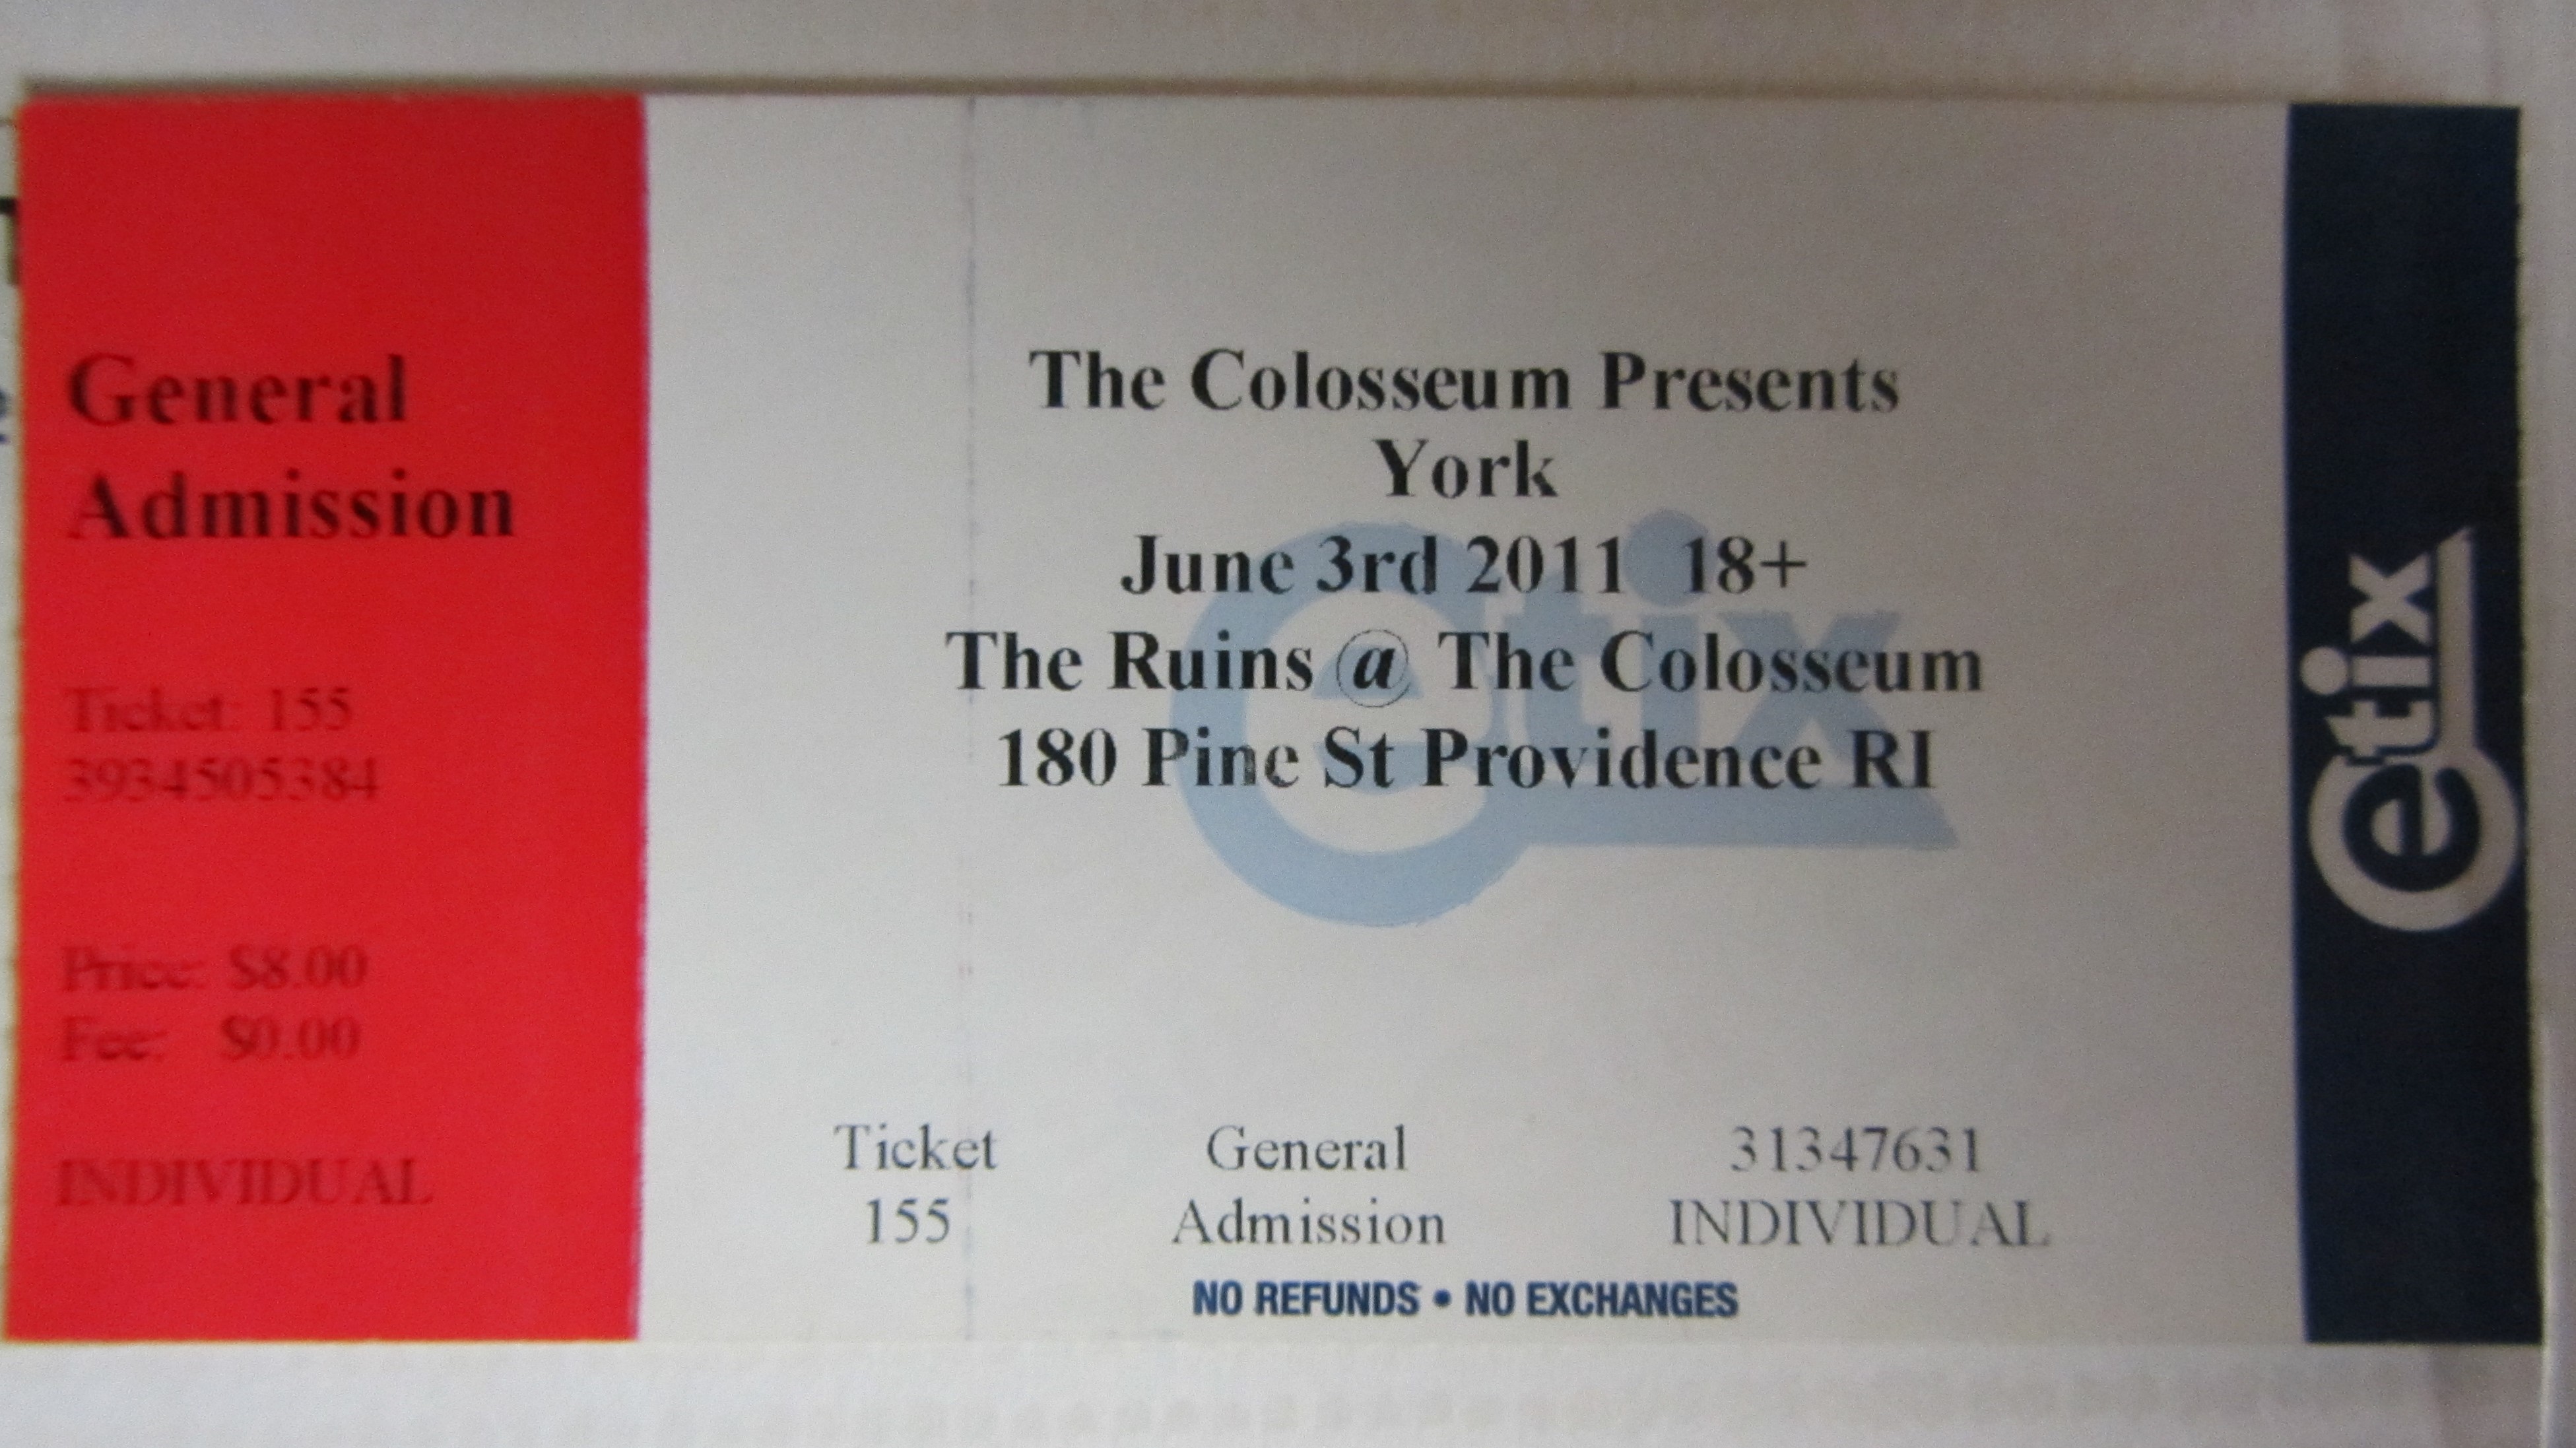 General
Admission
Ticket: 155
3934505384
Price: $8.00
Fee: $0.00
INDIVIDUAL
The Colosseum Presents
York
June 3rd 2011 18+
The Ruins @ The Colosseum
180 Pine St Providence RI
etix
Ticket General 31347631
155 Admission INDIVIDUAL
NO REFUNDS • NO EXCHANGES
etix